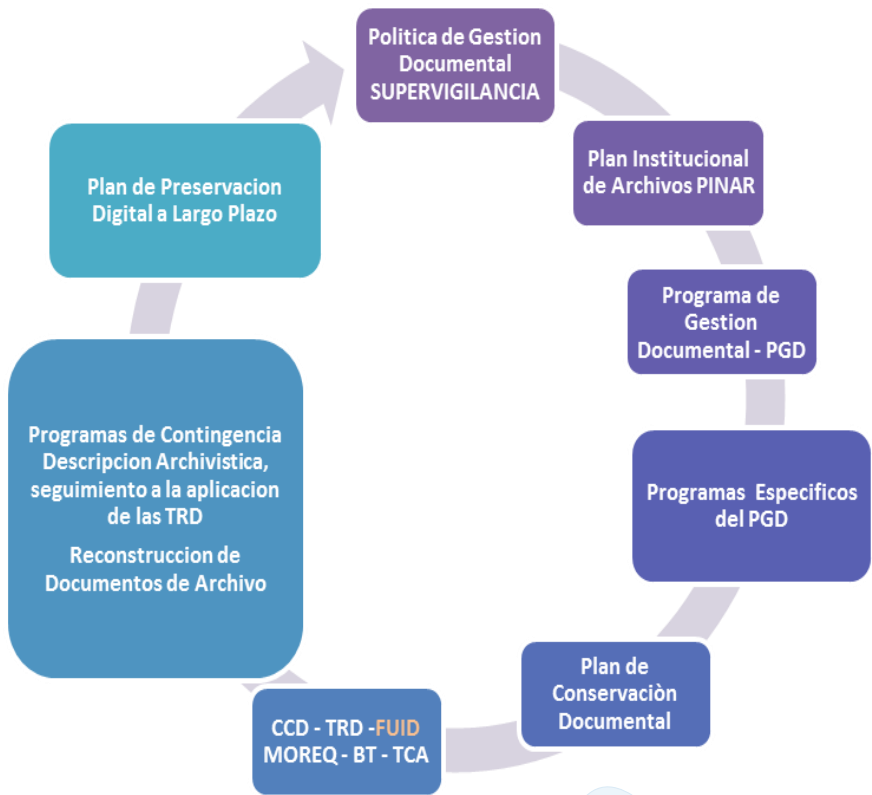 Politica de Gestion
Documental
SUPERVIGILANCIA
Plan Institucional
de Archivos PINAR
Programa de
Gestion
Documental - PGD
Programas Especificos
del PGD
Plan de
Conservaciòn
Documental
CCD - TRD -FUID
MOREQ - BT - TCA
Programas de Contingencia
Descripcion Archivistica,
seguimiento a la aplicacion
de las TRD
Reconstruccion de
Documentos de Archivo
Plan de Preservacion
Digital a Largo Plazo